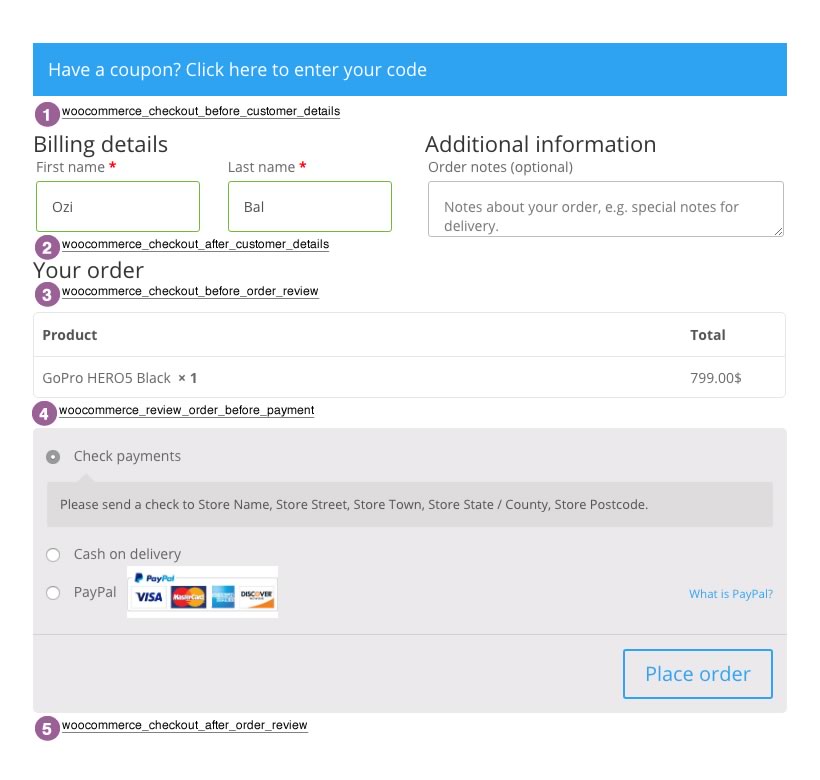 Have a coupon? Click here to enter your code
1 woocommerce_checkout_before_customer_details
Billing details
Additional information
First name *
Last name *
Order notes (optional)
Ozi
Bal
Notes about your order, e.g. special notes for
delivery.
2 woocommerce_checkout_after_customer_details
Your order
3 woocommerce_checkout_before_order_review
Product Total
GoPro HERO5 Black × 1 799.00$
4 woocommerce_review_order_before_payment
Check payments
Please send a check to Store Name, Store Street, Store Town, Store State / County, Store Postcode.
Cash on delivery
PayPal
PayPal
VISA MasterCard AMERICAN EXPRESS DISCOVER
What is PayPal?
Place order
5 woocommerce_checkout_after_order_review